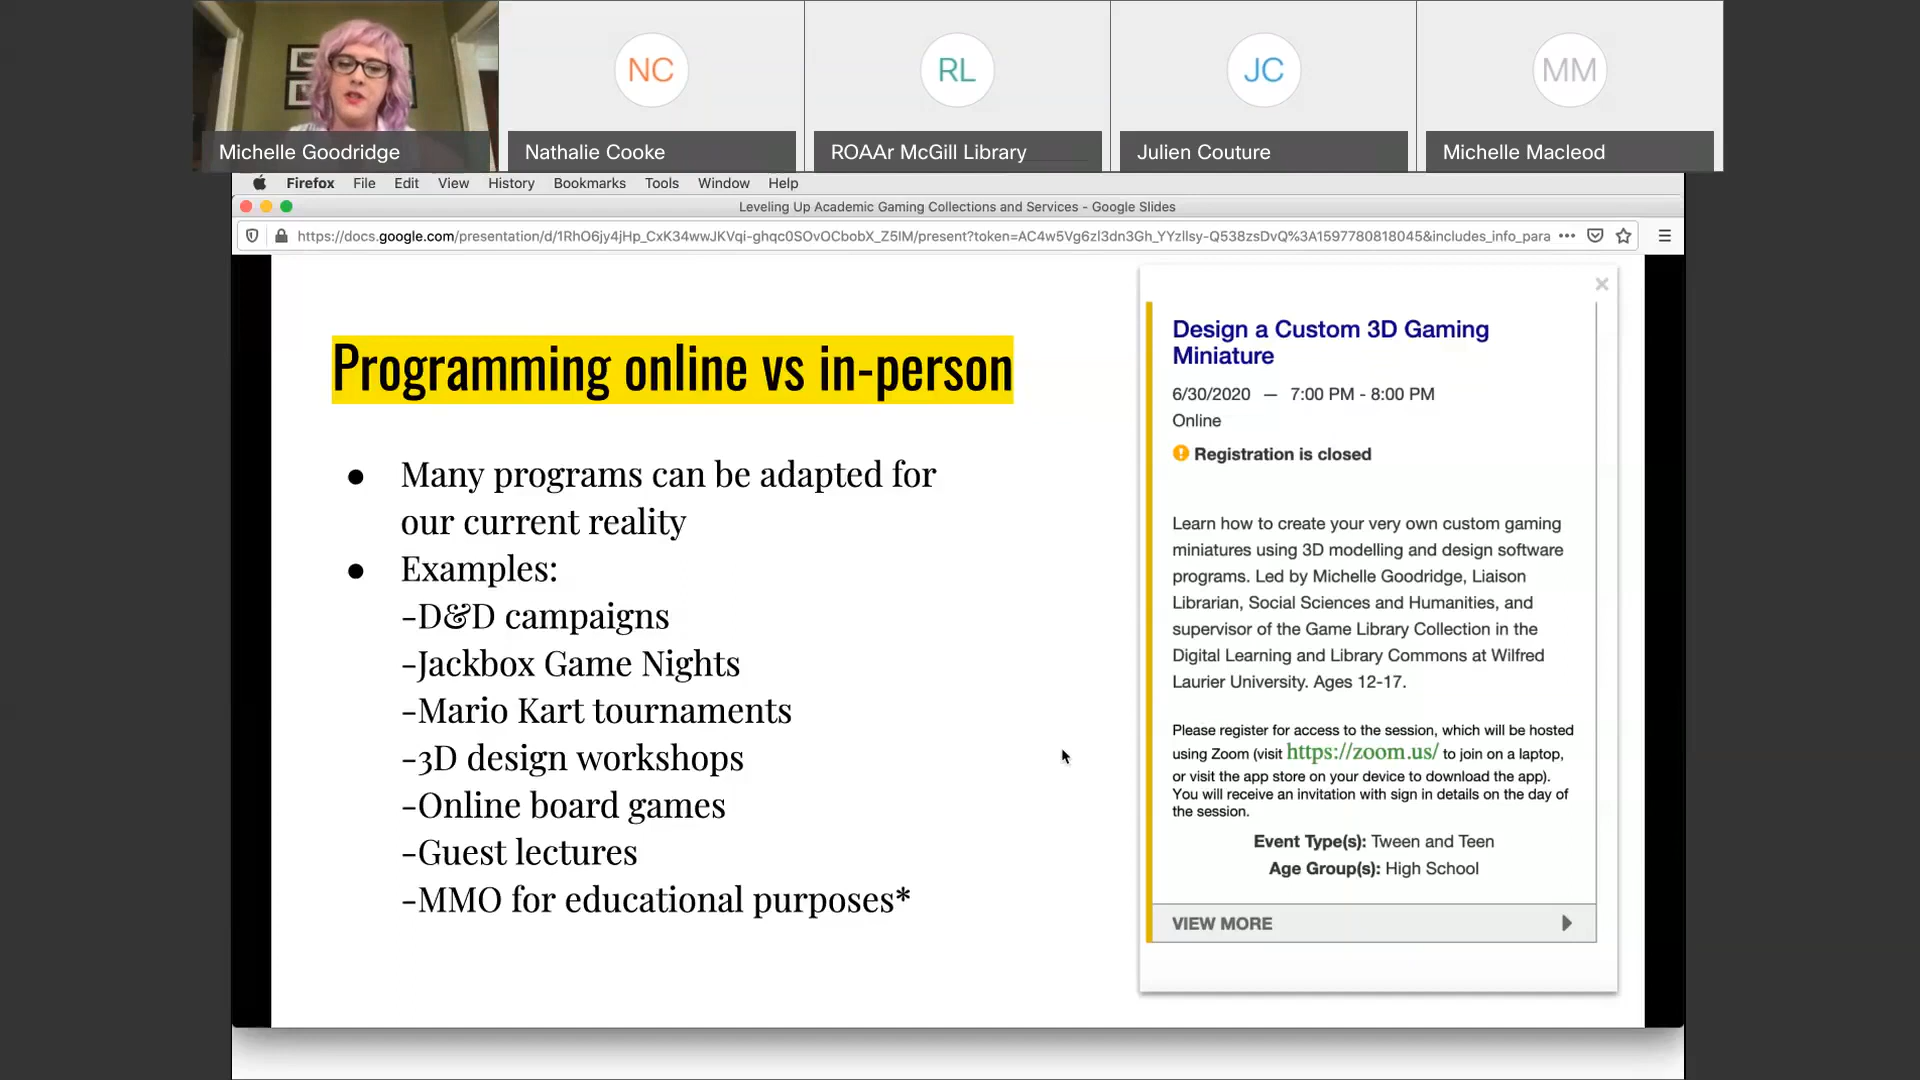 NC
RL
JC
MM
Michelle Goodridge
Nathalie Cooke
ROAAr McGill Library
Julien Couture
Michelle Macleod
Firefox File Edit View History Bookmarks Tools Window Help
Leveling Up Academic Gaming Collections and Services - Google Slides
https://docs.google.com/presentation/d/1RhO6jy4jHp_CxK34wwJKVqi-ghqc0SOvOCbobX_Z5IM/present?token=AC4w5Vg6zl3dn3Gh_YYzllsy-Q538zsDvQ%3A1597780818045&includes_info_para
Programming online vs in-person
● Many programs can be adapted for
our current reality
● Examples:
-D&D campaigns
-Jackbox Game Nights
-Mario Kart tournaments
-3D design workshops
-Online board games
-Guest lectures
-MMO for educational purposes*
Design a Custom 3D Gaming
Miniature
6/30/2020 — 7:00 PM - 8:00 PM
Online
Registration is closed
Learn how to create your very own custom gaming
miniatures using 3D modelling and design software
programs. Led by Michelle Goodridge, Liaison
Librarian, Social Sciences and Humanities, and
supervisor of the Game Library Collection in the
Digital Learning and Library Commons at Wilfred
Laurier University. Ages 12-17.
Please register for access to the session, which will be hosted
using Zoom (visit https://zoom.us/ to join on a laptop,
or visit the app store on your device to download the app).
You will receive an invitation with sign in details on the day of
the session.
Event Type(s): Tween and Teen
Age Group(s): High School
VIEW MORE